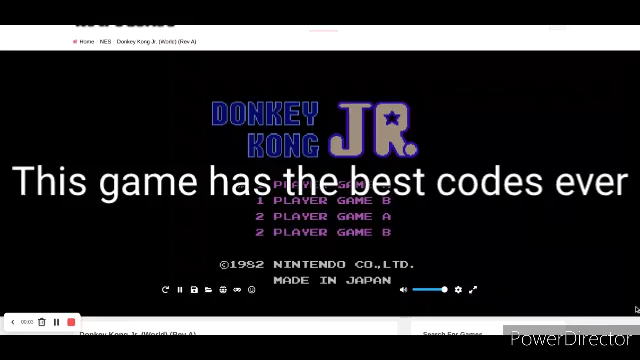 Home NES Donkey Kong Jr. (World) (Rev A)
DONKEY KONG JR.
This game has the best codes ever
1 PLAYER GAME B
2 PLAYER GAME A
2 PLAYER GAME B
©1982 NINTENDO CO.,LTD.
MADE IN JAPAN
00:03
Donkey Kong Jr. (World) (Rev A)
Search For Games
PowerDirector